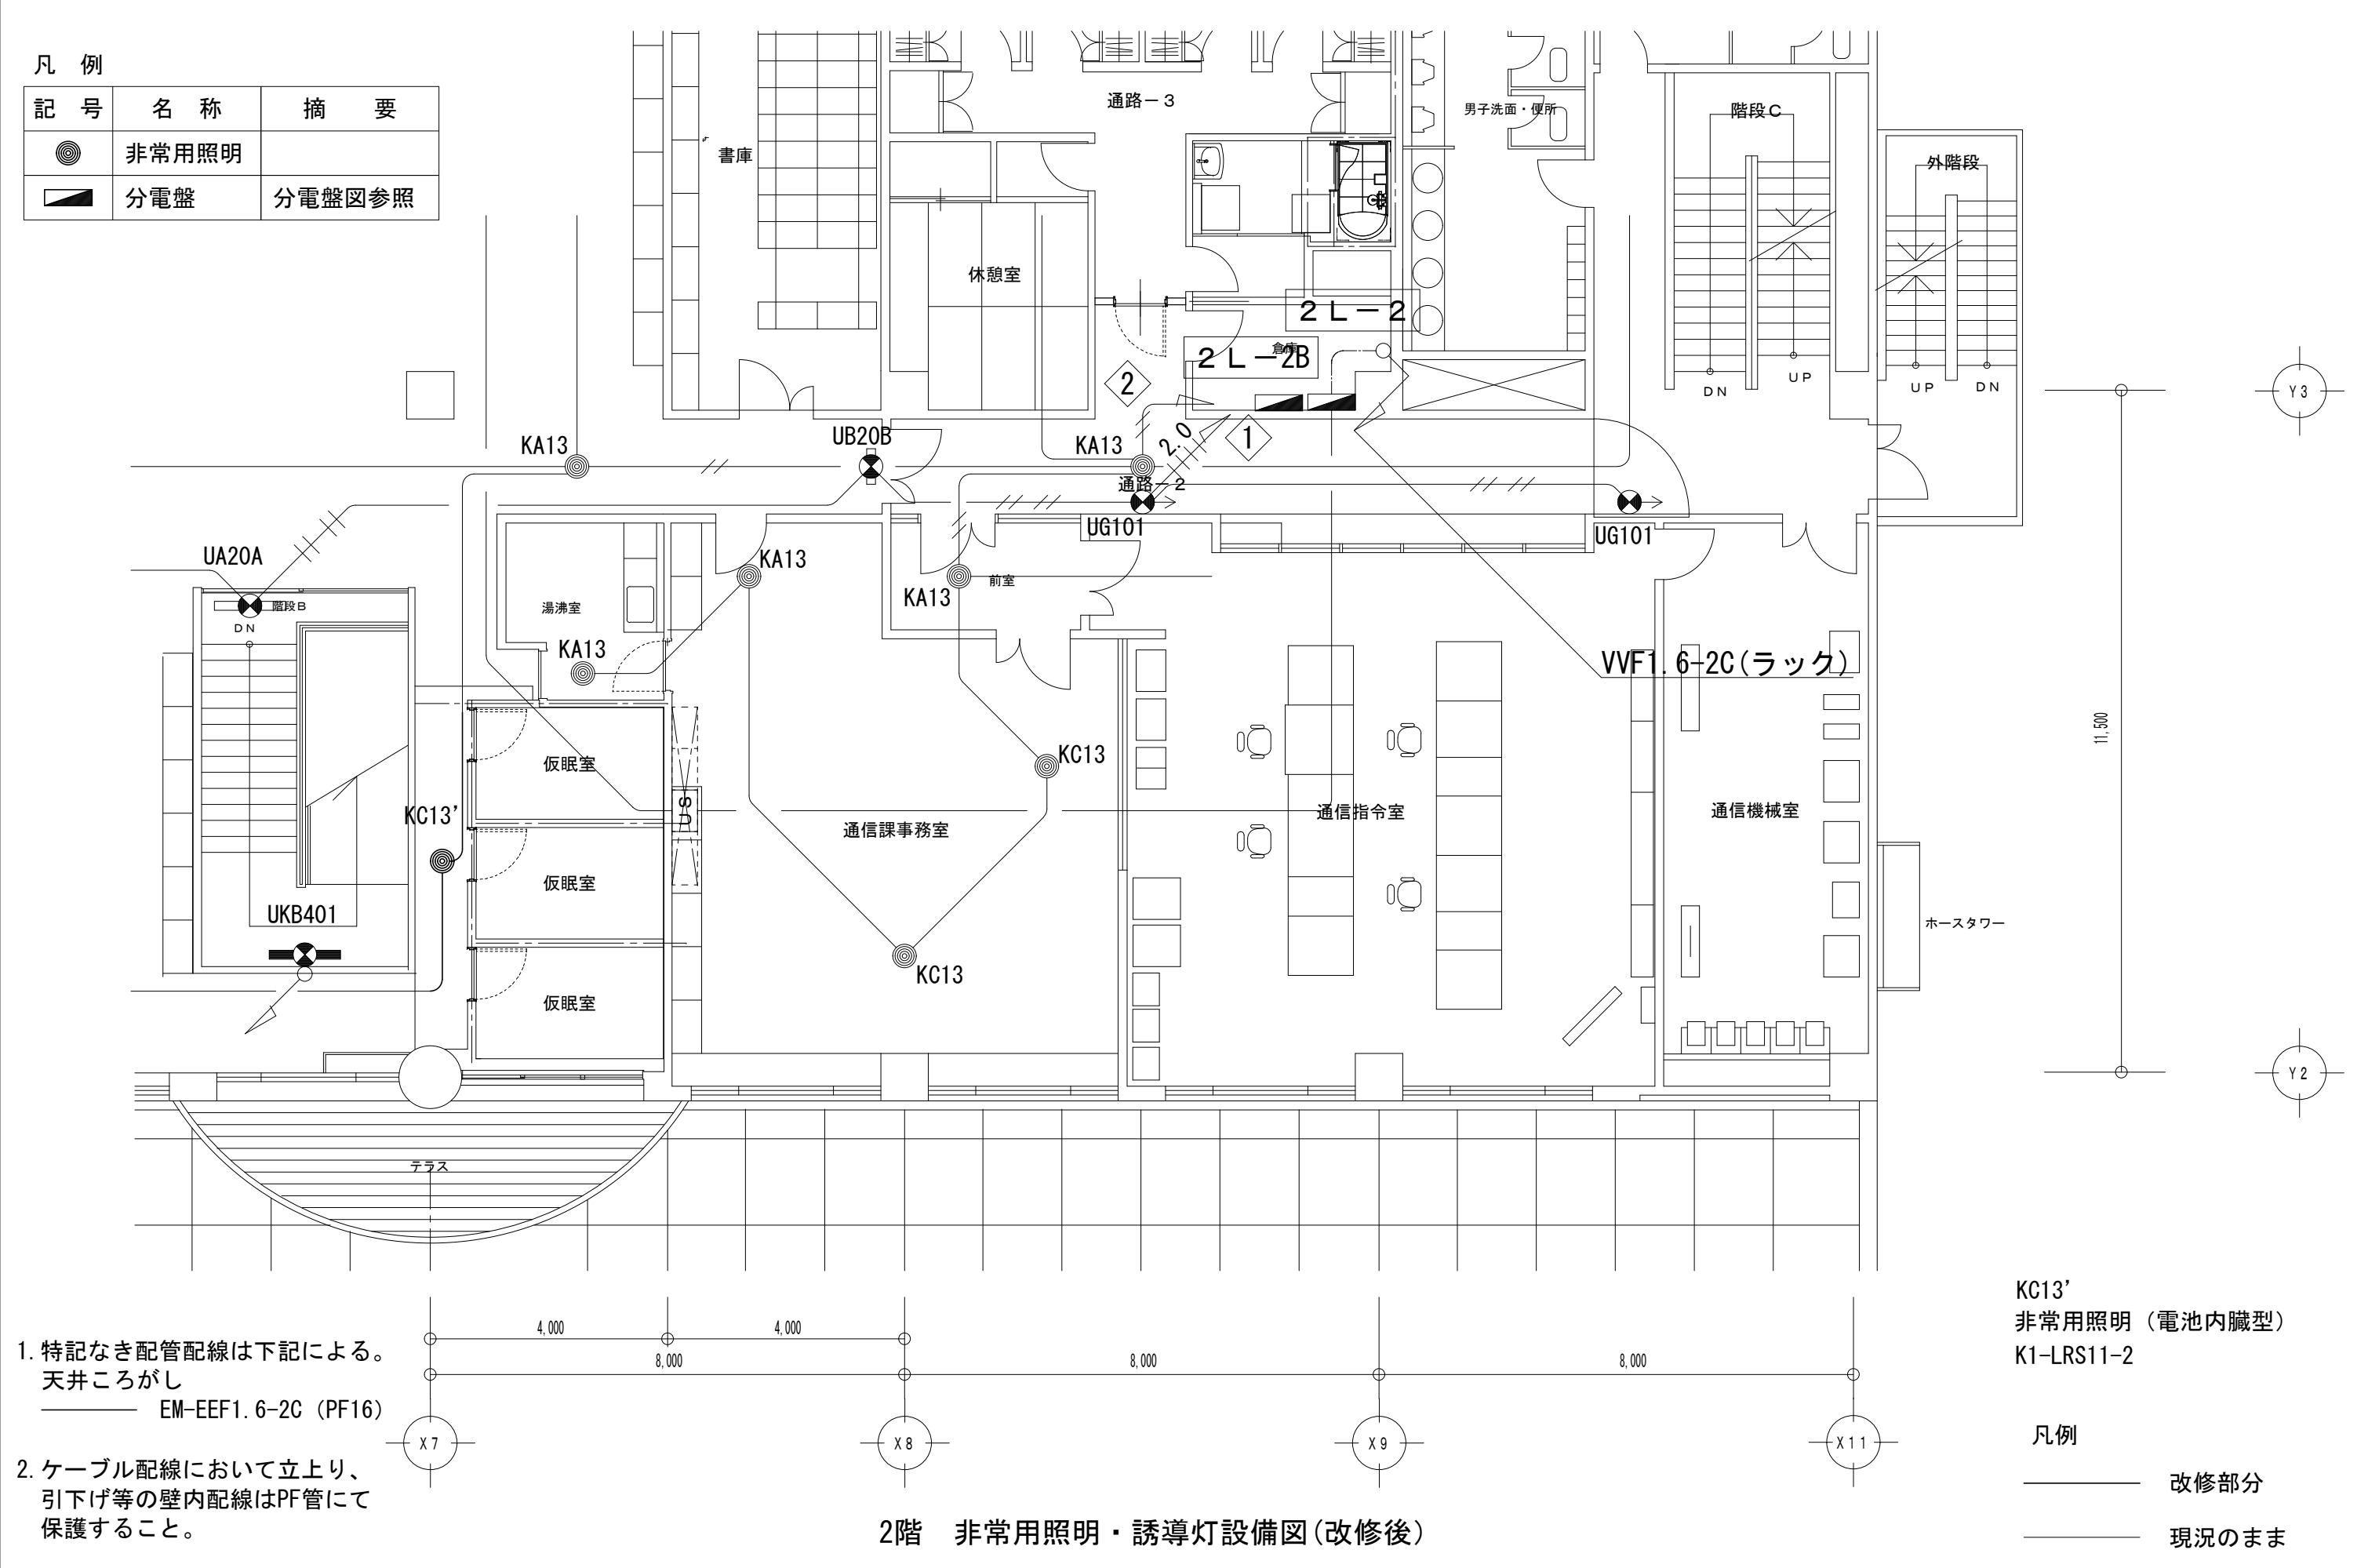 凡 例
記 号 名 称 摘 要
非常用照明
分電盤 分電盤図参照
通路－3
男子洗面・便所
階段C
外階段
書庫
休憩室
2L－2
倉庫
2L－2B
2
1
2.0
DN
UP
UP
DN
Y3
KA13
UB20B
KA13
通路－2
UG101
UG101
UA20A
階段B
DN
湯沸室
KA13
KA13
KA13
前室
VVF1.6-2C(ラック)
11,500
仮眠室
KC13
KC13'
US
通信課事務室
通信指令室
通信機械室
仮眠室
UKB401
KC13
ホースタワー
仮眠室
Y2
テラス
KC13'
非常用照明（電池内臓型）
K1-LRS11-2
4,000
4,000
8,000
8,000
8,000
X7
X8
X9
X11
1.特記なき配管配線は下記による。
天井ころがし
EM-EEF1.6-2C（PF16）
2.ケーブル配線において立上り、
引下げ等の壁内配線はPF管にて
保護すること。
凡例
改修部分
現況のまま
2階 非常用照明・誘導灯設備図(改修後)